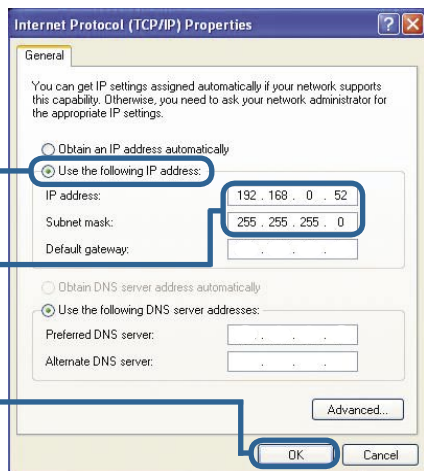 Internet Protocol (TCP/IP) Properties
General
You can get IP settings assigned automatically if your network supports
this capability. Otherwise, you need to ask your network administrator for
the appropriate IP settings.
Obtain an IP address automatically
Use the following IP address:
IP address: 192 . 168 . 0 . 52
Subnet mask: 255 . 255 . 255 . 0
Default gateway: . . .
Obtain DNS server address automatically
Use the following DNS server addresses:
Preferred DNS server: . . .
Alternate DNS server: . . .
Advanced...
OK Cancel